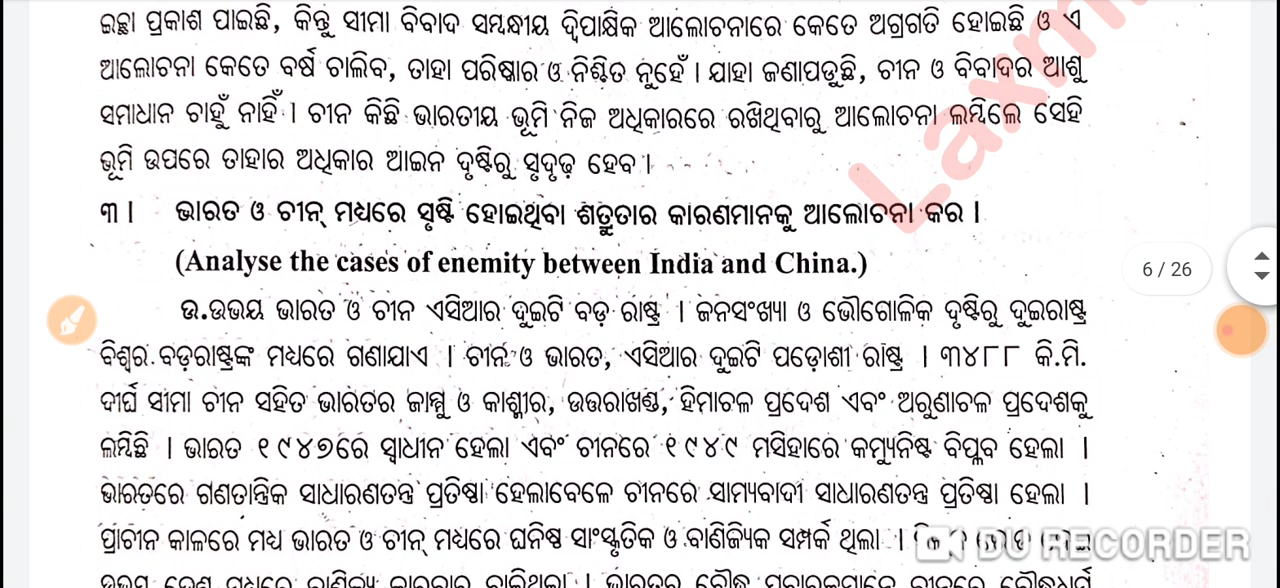 ଇଚ୍ଛା ପ୍ରକାଶ ପାଇଛି, କିନ୍ତୁ ସୀମା ବିବାଦ ସମ୍ବନ୍ଧୀୟ ଦ୍ୱିପାକ୍ଷିକ ଆଲୋଚନାରେ କେତେ ଅଗ୍ରଗତି ହୋଇଛି ଓ ଏ
ଆଲୋଚନା କେତେ ବର୍ଷ ଚାଲିବ, ତାହା ପରିଷ୍କାର ଓ ନିଶ୍ଚିତ ନୁହେଁ । ଯାହା ଜଣାପଡୁଛି, ଚୀନ ଓ ବିବାଦର ଆଶୁ
ସମାଧାନ ଚାହୁଁ ନାହିଁ । ଚୀନ କିଛି ଭାରତୀୟ ଭୂମି ନିଜ ଅଧିକାରରେ ରଖିଥିବାରୁ ଆଲୋଚନା ଲମ୍ବିଲେ ସେହି
ଭୂମି ଉପରେ ତାହାର ଅଧିକାର ଆଇନ ଦୃଷ୍ଟିରୁ ସୁଦୃଢ଼ ହେବ ।
Laxm
୩। ଭାରତ ଓ ଚୀନ୍ ମଧ୍ୟରେ ସୃଷ୍ଟି ହୋଇଥିବା ଶତ୍ରୁତାର କାରଣମାନଙ୍କୁ ଆଲୋଚନା କର ।
(Analyse the cases of enemity between India and China.)
6 / 26
ଉ.ଉଭୟ ଭାରତ ଓ ଚୀନ ଏସିଆର ଦୁଇଟି ବଡ଼ ରାଷ୍ଟ୍ର । ଜନସଂଖ୍ୟା ଓ ଭୌଗୋଳିକ ଦୃଷ୍ଟିରୁ ଦୁଇରାଷ୍ଟ୍ର
ବିଶ୍ୱର ବଡ଼ରାଷ୍ଟ୍ରଙ୍କ ମଧ୍ୟରେ ଗଣାଯାଏ । ଚୀନ ଓ ଭାରତ, ଏସିଆର ଦୁଇଟି ପଡ଼ୋଶୀ ରାଷ୍ଟ୍ର । ୩୪୮୮ କି.ମି.
ଦୀର୍ଘ ସୀମା ଚୀନ ସହିତ ଭାରତର ଜାମ୍ମୁ ଓ କାଶ୍ମୀର, ଉତ୍ତରାଖଣ୍ଡ, ହିମାଚଳ ପ୍ରଦେଶ ଏବଂ ଅରୁଣାଚଳ ପ୍ରଦେଶକୁ
ଲମ୍ବିଛି । ଭାରତ ୧୯୪୭ରେ ସ୍ୱାଧୀନ ହେଲା ଏବଂ ଚୀନରେ ୧୯୪୯ ମସିହାରେ କମ୍ୟୁନିଷ୍ଟ ବିପ୍ଳବ ହେଲା ।
ଭାରତରେ ଗଣତାନ୍ତ୍ରିକ ସାଧାରଣତନ୍ତ୍ର ପ୍ରତିଷ୍ଠା ହେଲାବେଳେ ଚୀନରେ ସାମ୍ୟବାଦୀ ସାଧାରଣତନ୍ତ୍ର ପ୍ରତିଷ୍ଠା ହେଲା ।
ପ୍ରାଚୀନ କାଳରେ ମଧ୍ୟ ଭାରତ ଓ ଚୀନ୍ ମଧ୍ୟରେ ଘନିଷ୍ଠ ସାଂସ୍କୃତିକ ଓ ବାଣିଜ୍ୟିକ ସମ୍ପର୍କ ଥିଲା ।
DU RECORDER